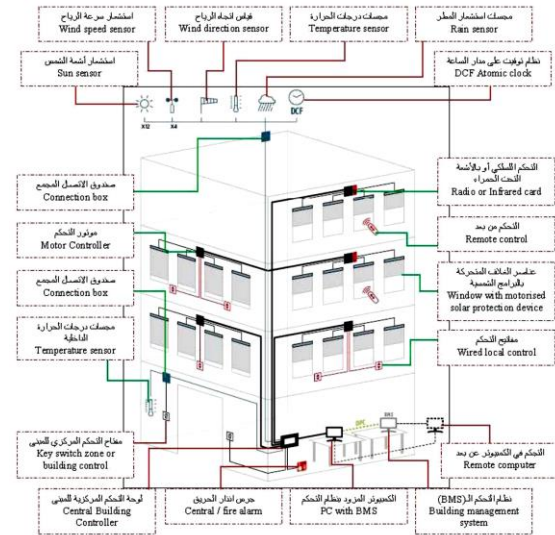 استشعار سرعة الرياح
Wind speed sensor
قياس اتجاه الرياح
Wind direction sensor
مجسات درجات الحرارة
Temperature sensor
مجسات استشعار المطر
Rain sensor
استشعار أشعة الشمس
Sun sensor
نظام توقيت على مدار الساعة
DCF Atomic clock
X12
X4
DCF
صندوق الاتصال المجمع
Connection box
موتور التحكم
Motor Controller
صندوق الاتصال المجمع
Connection box
مجسات درجات الحرارة
الداخلية
Temperature sensor
مفتاح التحكم المركزي للمبنى
Key switch zone or
building control
التحكم اللسلكي أو بالأشعة
التحت الحمراء
Radio or Infrared card
التحكم من بعد
Remote control
عناصر الملاقف المتحركة
بالبرامج الشمسية
Window with motorised
solar protection device
مفاتيح التحكم
Wired local control
OPC
التحكم في الكمبيوتر عن بعد
Remote computer
لوحة التحكم المركزية للمبنى
Central Building
Controller
جرس انذار الحريق
Central / fire alarm
الكمبيوتر المزود بنظام التحكم
PC with BMS
نظام التحكم الـ(BMS)
Building management
system